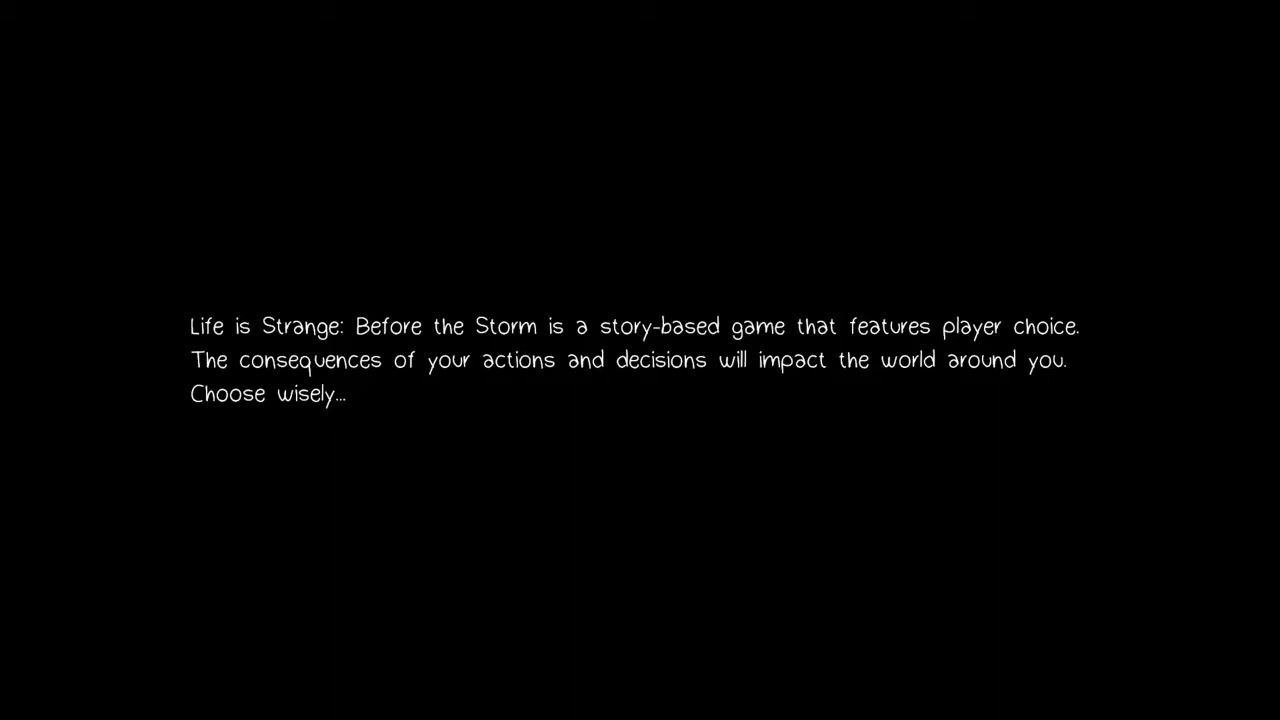 Life is Strange: Before the Storm is a story-based game that features player choice.
The consequences of your actions and decisions will impact the world around you.
Choose wisely...